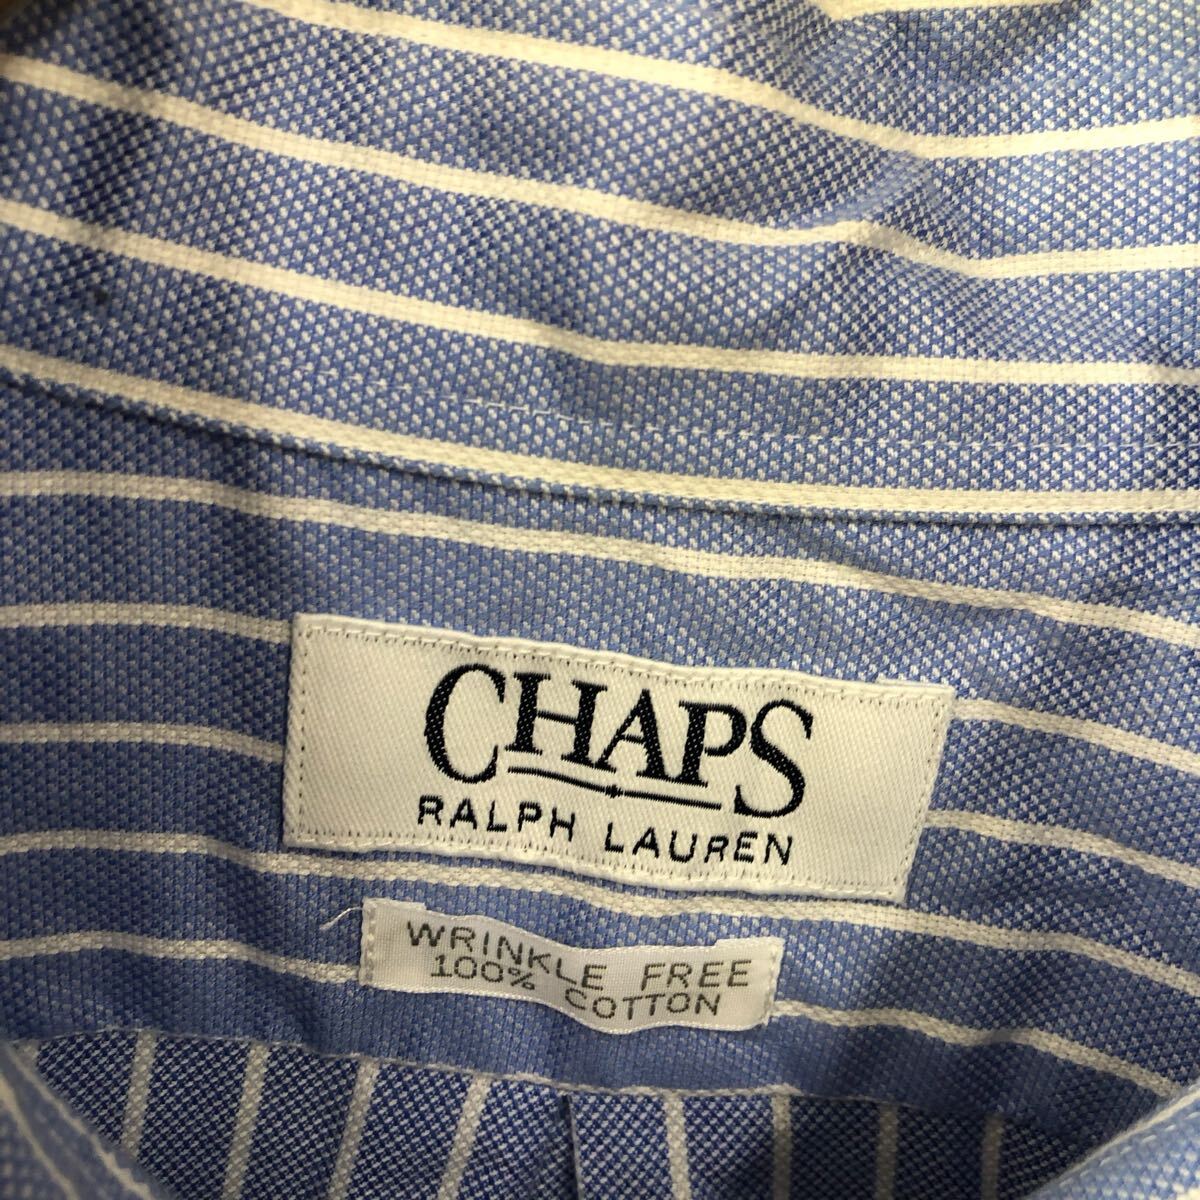 CHAPS
RALPH LAUREN
WRINKLE FREE
100% COTTON